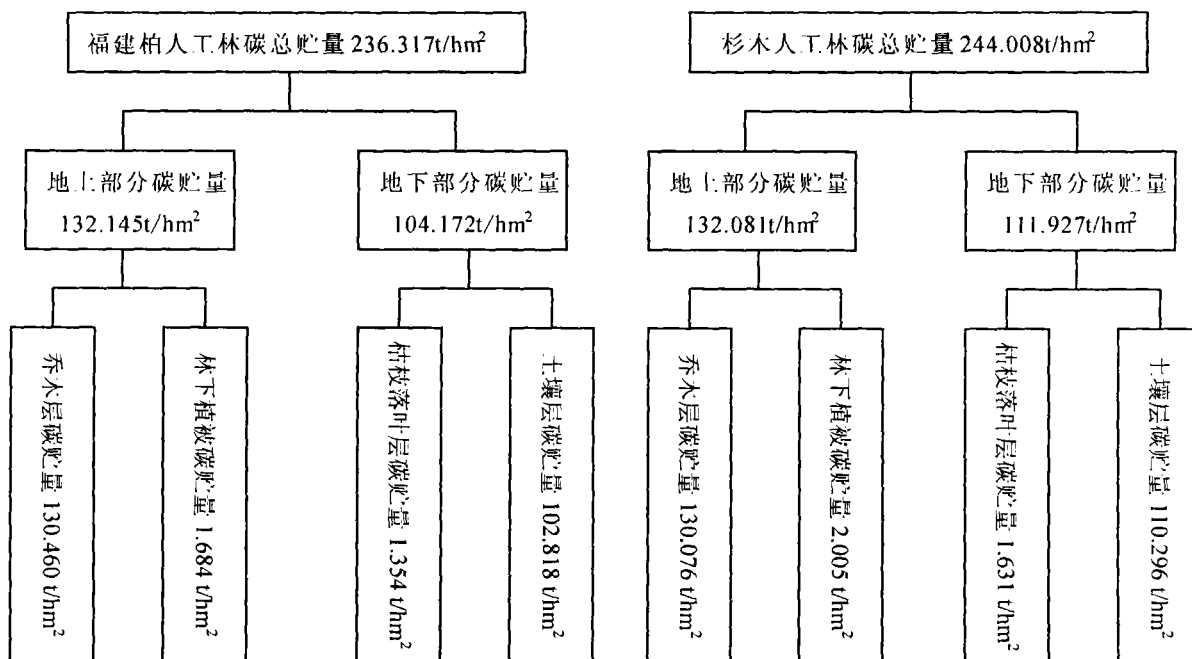 福建柏人工林碳总贮量 236.317t/hm²
杉木人工林碳总贮量 244.008t/hm²
地上部分碳贮量
132.145t/hm²
地下部分碳贮量
104.172t/hm²
地上部分碳贮量
132.081t/hm²
地下部分碳贮量
111.927t/hm²
乔木层碳贮量 130.460 t/hm²
林下植被碳贮量 1.684 t/hm²
枯枝落叶层碳贮量 1.354 t/hm²
土壤层碳贮量 102.818 t/hm²
乔木层碳贮量 130.076 t/hm²
林下植被碳贮量 2.005 t/hm²
枯枝落叶层碳贮量 1.631 t/hm²
土壤层碳贮量 110.296 t/hm²